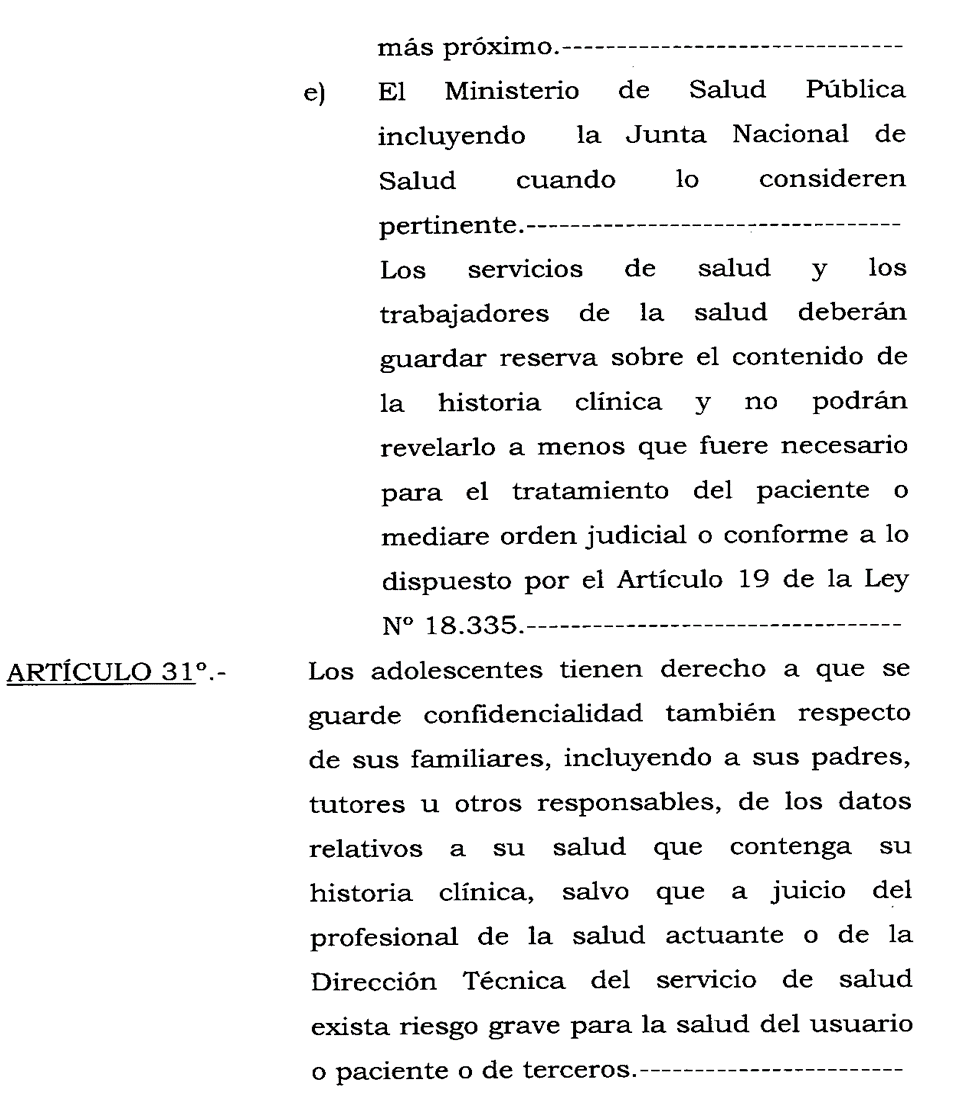 más próximo.-------------------------------
e) El Ministerio de Salud Pública
incluyendo la Junta Nacional de
Salud cuando lo consideren
pertinente.----------------------------------
Los servicios de salud y los
trabajadores de la salud deberán
guardar reserva sobre el contenido de
la historia clínica y no podrán
revelarlo a menos que fuere necesario
para el tratamiento del paciente o
mediare orden judicial o conforme a lo
dispuesto por el Artículo 19 de la Ley
Nº 18.335.----------------------------------
ARTÍCULO 31º.- Los adolescentes tienen derecho a que se
guarde confidencialidad también respecto
de sus familiares, incluyendo a sus padres,
tutores u otros responsables, de los datos
relativos a su salud que contenga su
historia clínica, salvo que a juicio del
profesional de la salud actuante o de la
Dirección Técnica del servicio de salud
exista riesgo grave para la salud del usuario
o paciente o de terceros.------------------------